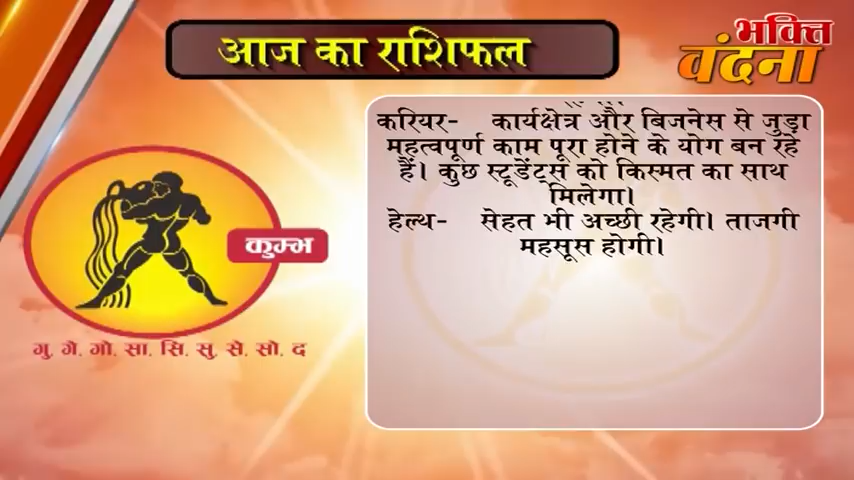 आज का राशिफल
भक्ति
वंदना
करियर- कार्यक्षेत्र और बिजनेस से जुड़ा
महत्वपूर्ण काम पूरा होने के योग बन रहे
हैं। कुछ स्टूडेंट्स को किस्मत का साथ
मिलेगा।
हेल्थ- सेहत भी अच्छी रहेगी। ताजगी
महसूस होगी।
कुम्भ
गु. गे. गो. सा. सि. सु. से. सो. द